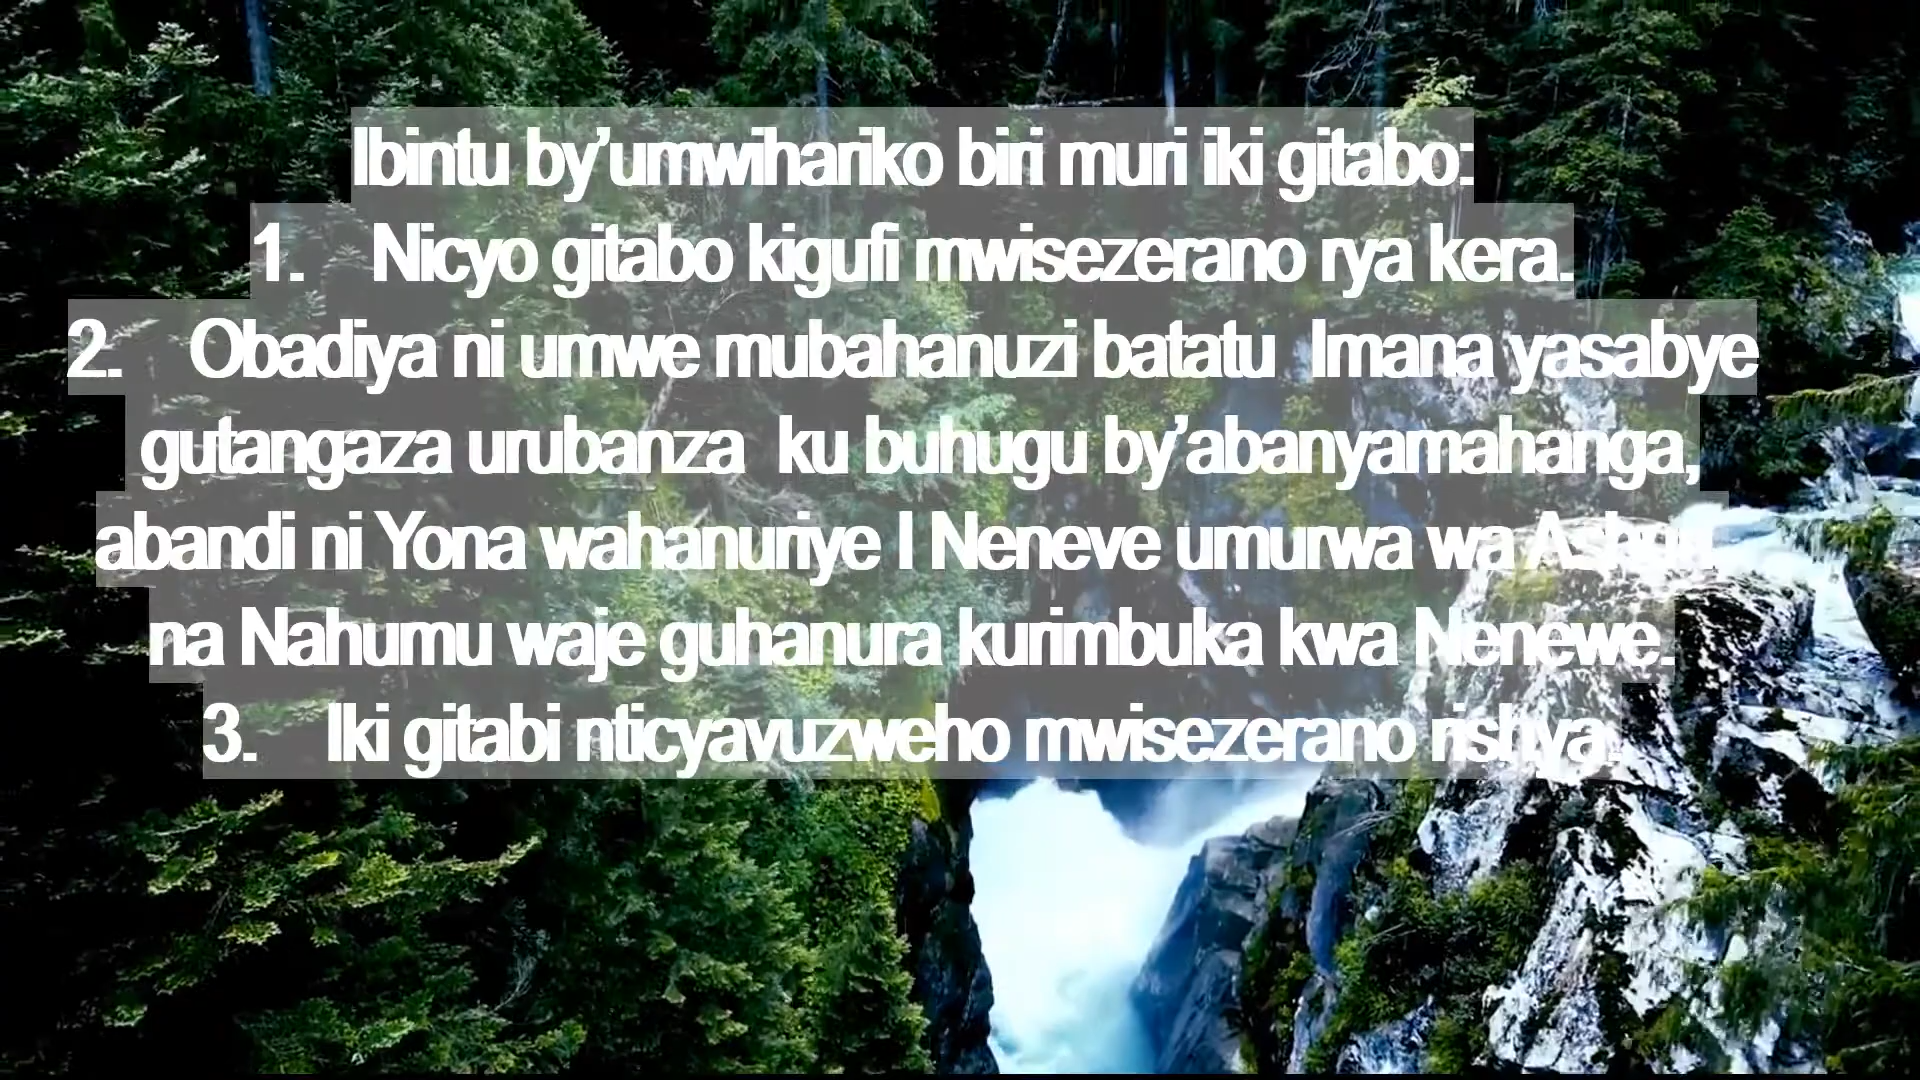 Ibintu by’umwihariko biri muri iki gitabo:
1. Nicyo gitabo kigufi mwisezerano rya kera.
2. Obadiya ni umwe mubahanuzi batatu Imana yasabye
gutangaza urubanza ku buhugu by’abanyamahanga,
abandi ni Yona wahanuriye I Neneve umurwa wa
na Nahumu waje guhanura kurimbuka kwa Nenewe.
3. Iki gitabi nticyavuzweho mwisezerano rishya.